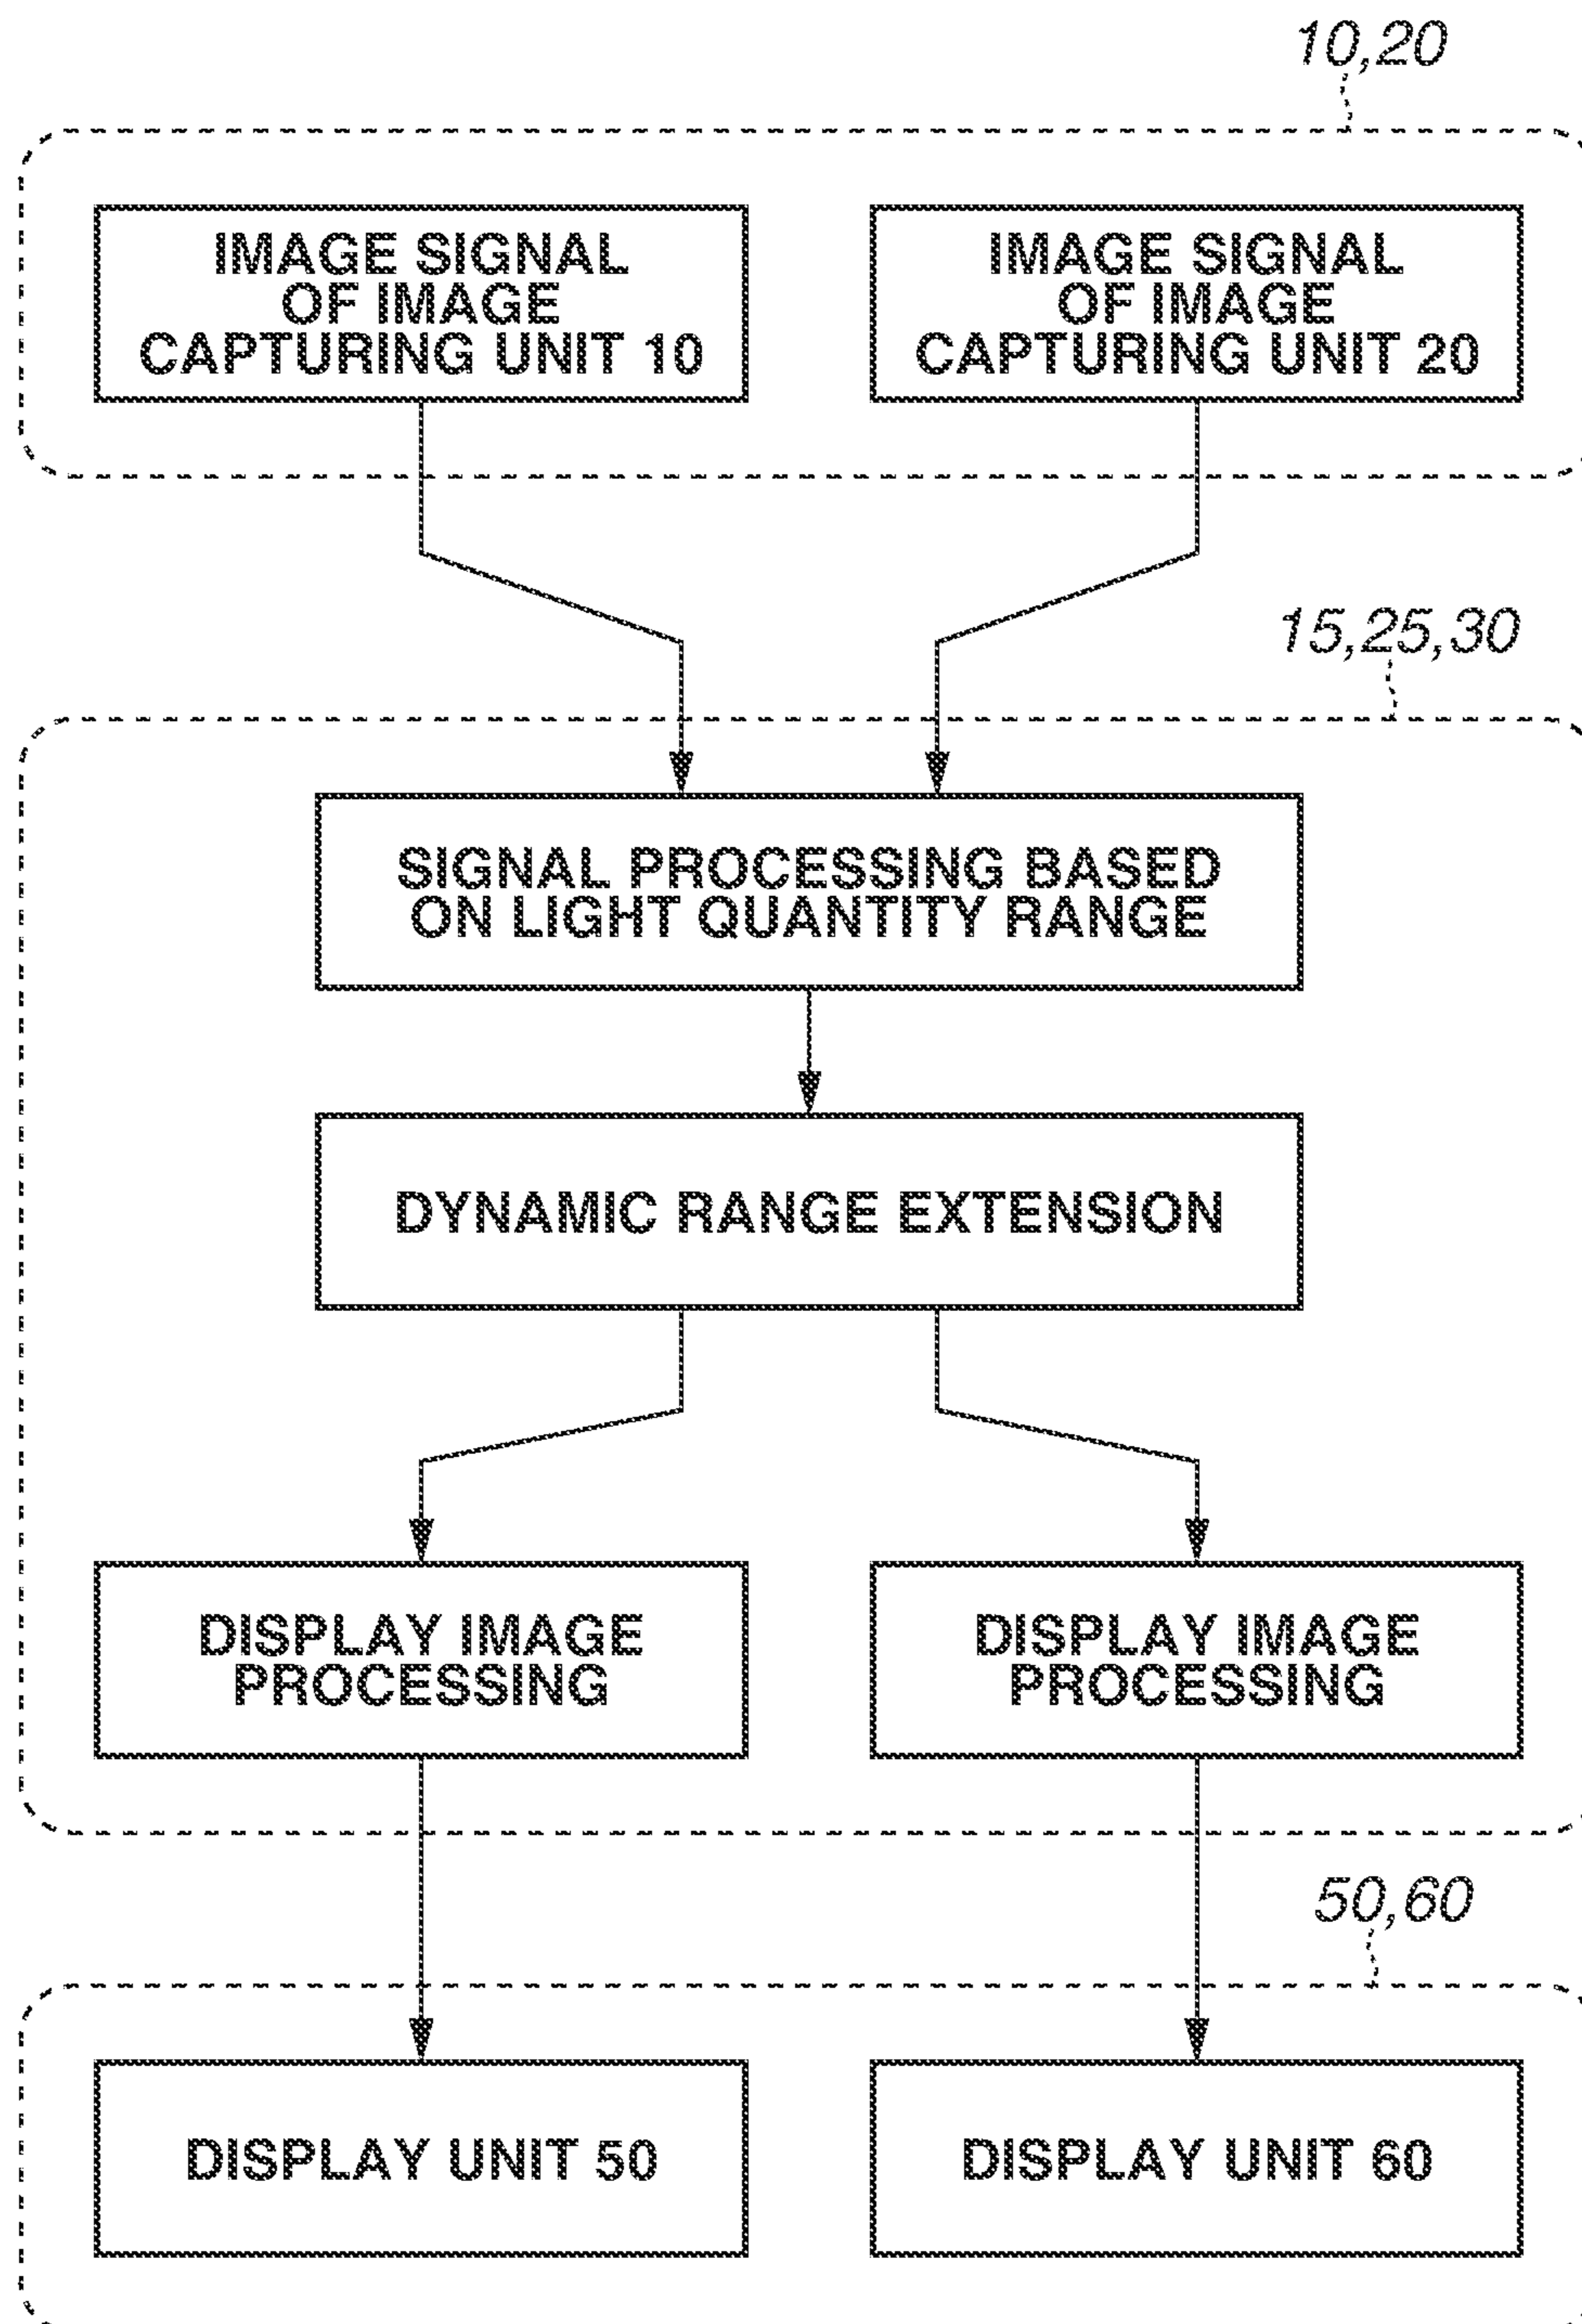 10,20
IMAGE SIGNAL
OF IMAGE
CAPTURING UNIT 10
IMAGE SIGNAL
OF IMAGE
CAPTURING UNIT 20
15,25,30
SIGNAL PROCESSING BASED
ON LIGHT QUANTITY RANGE
DYNAMIC RANGE EXTENSION
DISPLAY IMAGE
PROCESSING
DISPLAY IMAGE
PROCESSING
50,60
DISPLAY UNIT 50
DISPLAY UNIT 60